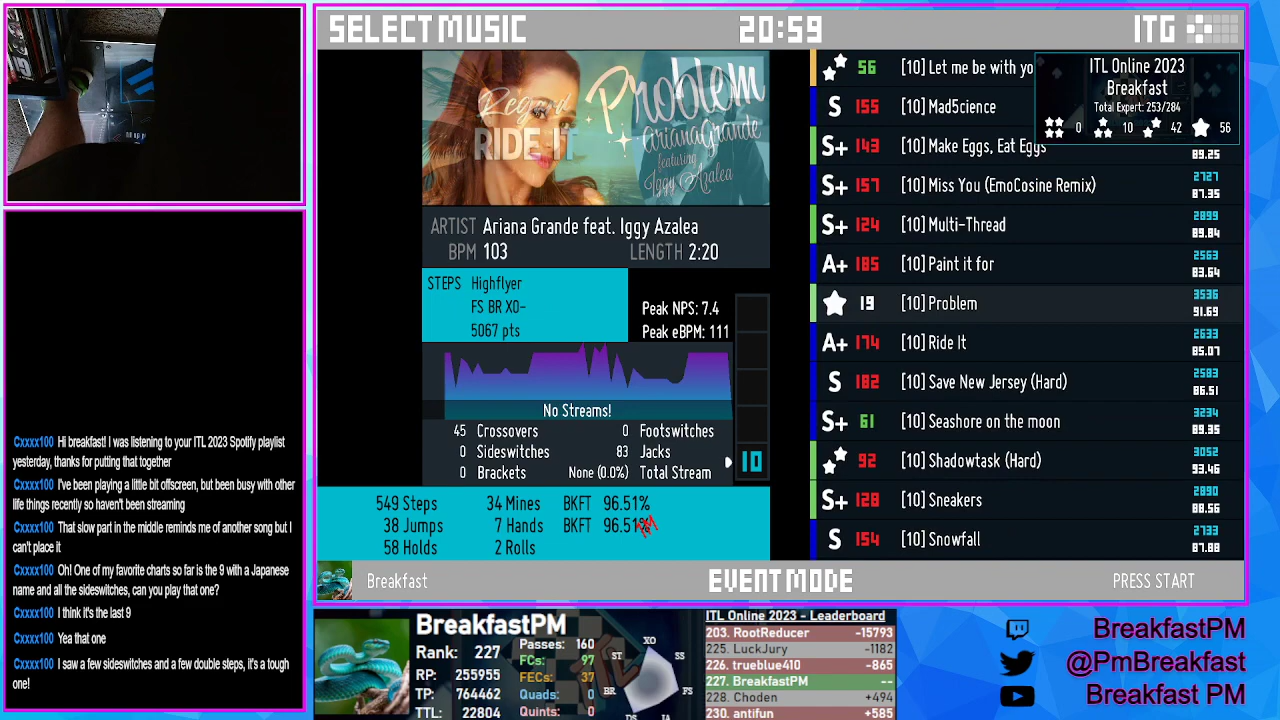 SELECT MUSIC
20:59
ITG
Regard
RIDE IT
Problem
Ariana Grande
featuring
Iggy Azalea
ARTIST Ariana Grande feat. Iggy Azalea
BPM 103 LENGTH 2:20
STEPS Highflyer
FS BR XO-
5067 pts
Peak NPS: 7.4
Peak eBPM: 111
No Streams!
45 Crossovers 0 Footswitches
0 Sideswitches 83 Jacks
0 Brackets None (0.0%) Total Stream
10
549 Steps 34 Mines BKFT 96.51%
38 Jumps 7 Hands BKFT 96.51%
58 Holds 2 Rolls
56 [10] Let me be with yo
S 155 [10] Mad5cience
S+ 143 [10] Make Eggs, Eat Eggs 89.25
S+ 157 [10] Miss You (EmoCosine Remix) 2727 87.35
S+ 124 [10] Multi-Thread 2899 89.84
A+ 185 [10] Paint it for 2563 83.64
19 [10] Problem 3536 91.69
A+ 174 [10] Ride It 2633 85.07
S 182 [10] Save New Jersey (Hard) 2583 86.51
S+ 61 [10] Seashore on the moon 3234 89.35
92 [10] Shadowtask (Hard) 3052 93.46
S+ 128 [10] Sneakers 2890 88.56
S 154 [10] Snowfall 2733 87.88
ITL Online 2023
Breakfast
Total Expert: 253/284
0 10 42 56
Breakfast
EVENT MODE
PRESS START
Cxxxx100 Hi breakfast! I was listening to your ITL 2023 Spotify playlist
yesterday, thanks for putting that together
Cxxxx100 I've been playing a little bit offscreen, but been busy with other
life things recently so haven't been streaming
Cxxxx100 That slow part in the middle reminds me of another song but I
can't place it
Cxxxx100 Oh! One of my favorite charts so far is the 9 with a Japanese
name and all the sideswitches, can you play that one?
Cxxxx100 I think it's the last 9
Cxxxx100 Yea that one
Cxxxx100 I saw a few sideswitches and a few double steps, it's a tough
one!
BreakfastPM
Rank: 227
RP: 255955
TP: 764462
TTL: 22804
Passes: 160
FCs: 97
FECs: 37
Quads: 0
Quints: 0
XO
ST SS
BR FS
DS JA
ITL Online 2023 - Leaderboard
203. RootReducer -15793
225. LuckJury -1182
226. trueblue410 -865
227. BreakfastPM --
228. Choden +494
230. antifun +585
BreakfastPM
@PmBreakfast
Breakfast PM